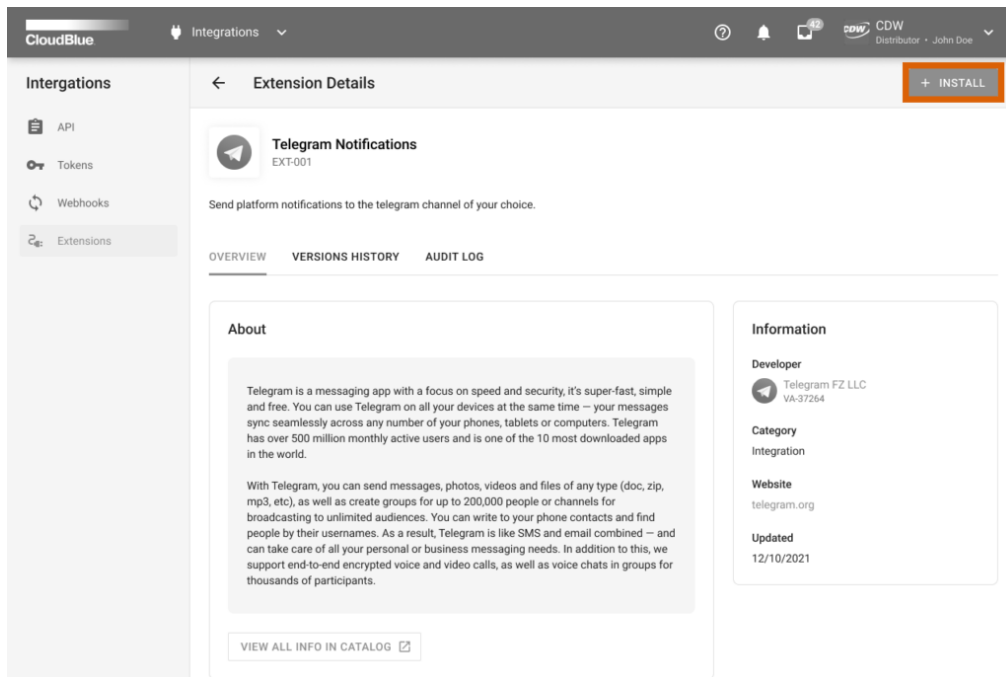 CloudBlue
Integrations
42
CDW
CDW
Distributor • John Doe
Intergations
API
Tokens
Webhooks
Extensions
Extension Details
+ INSTALL
Telegram Notifications
EXT-001
Send platform notifications to the telegram channel of your choice.
OVERVIEW VERSIONS HISTORY AUDIT LOG
About
Telegram is a messaging app with a focus on speed and security, it's super-fast, simple
and free. You can use Telegram on all your devices at the same time — your messages
sync seamlessly across any number of your phones, tablets or computers. Telegram
has over 500 million monthly active users and is one of the 10 most downloaded apps
in the world.
With Telegram, you can send messages, photos, videos and files of any type (doc, zip,
mp3, etc), as well as create groups for up to 200,000 people or channels for
broadcasting to unlimited audiences. You can write to your phone contacts and find
people by their usernames. As a result, Telegram is like SMS and email combined — and
can take care of all your personal or business messaging needs. In addition to this, we
support end-to-end encrypted voice and video calls, as well as voice chats in groups for
thousands of participants.
VIEW ALL INFO IN CATALOG
Information
Developer
Telegram FZ LLC
VA-37264
Category
Integration
Website
telegram.org
Updated
12/10/2021